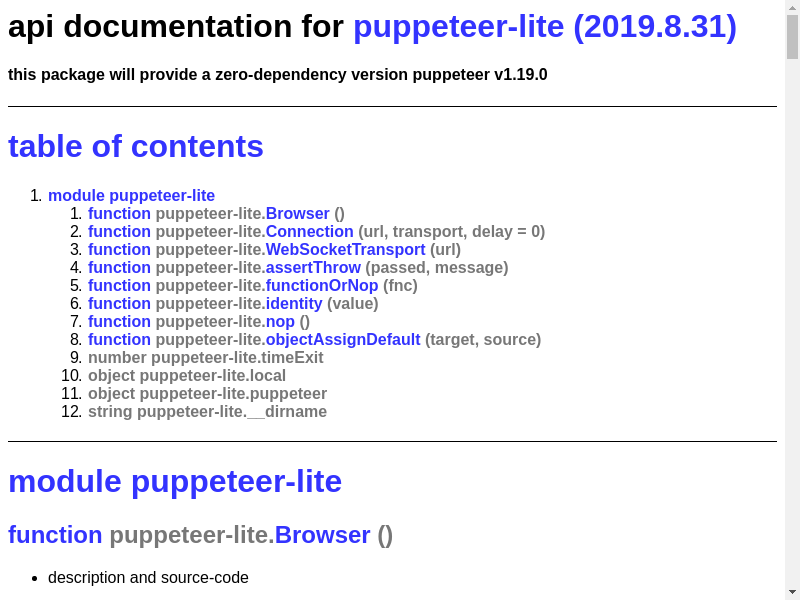 api documentation for puppeteer-lite (2019.8.31)
this package will provide a zero-dependency version puppeteer v1.19.0
table of contents
1. module puppeteer-lite
1. function puppeteer-lite.Browser ()
2. function puppeteer-lite.Connection (url, transport, delay = 0)
3. function puppeteer-lite.WebSocketTransport (url)
4. function puppeteer-lite.assertThrow (passed, message)
5. function puppeteer-lite.functionOrNop (fnc)
6. function puppeteer-lite.identity (value)
7. function puppeteer-lite.nop ()
8. function puppeteer-lite.objectAssignDefault (target, source)
9. number puppeteer-lite.timeExit
10. object puppeteer-lite.local
11. object puppeteer-lite.puppeteer
12. string puppeteer-lite.__dirname
module puppeteer-lite
function puppeteer-lite.Browser ()
• description and source-code